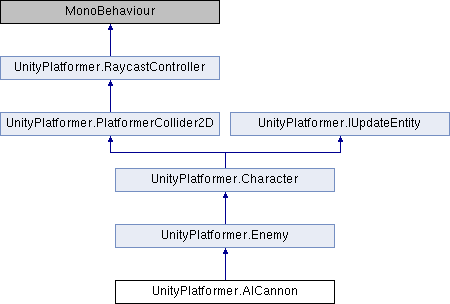 MonoBehaviour
UnityPlatformer.RaycastController
UnityPlatformer.PlatformerCollider2D
UnityPlatformer.IUpdateEntity
UnityPlatformer.Character
UnityPlatformer.Enemy
UnityPlatformer.AICannon